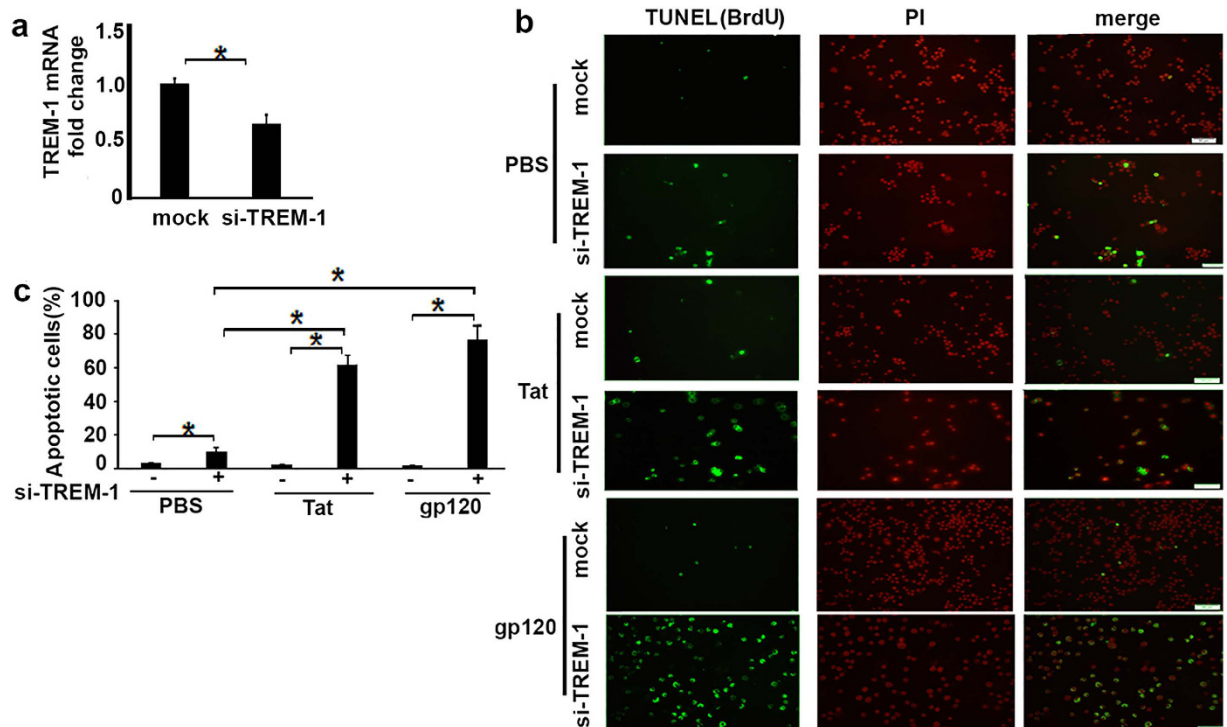 a
TREM-1 mRNA
fold change
1.5
1.0
0.5
0
*
mock si-TREM-1
b
TUNEL(BrdU) PI merge
PBS
mock
si-TREM-1
Tat
mock
si-TREM-1
gp120
mock
si-TREM-1
c
Apoptotic cells(%)
100
80
60
40
20
0
*
*
*
*
*
si-TREM-1 - + - + - +
PBS Tat gp120